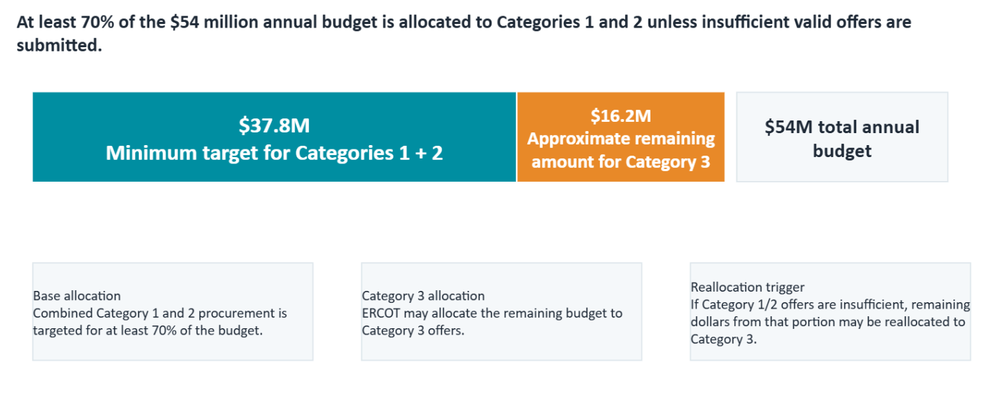 At least 70% of the $54 million annual budget is allocated to Categories 1 and 2 unless insufficient valid offers are
submitted.
$37.8M
Minimum target for Categories 1 + 2
$16.2M
Approximate remaining
amount for Category 3
$54M total annual
budget
Base allocation
Combined Category 1 and 2 procurement is
targeted for at least 70% of the budget.
Category 3 allocation
ERCOT may allocate the remaining budget to
Category 3 offers.
Reallocation trigger
If Category 1/2 offers are insufficient, remaining
dollars from that portion may be reallocated to
Category 3.